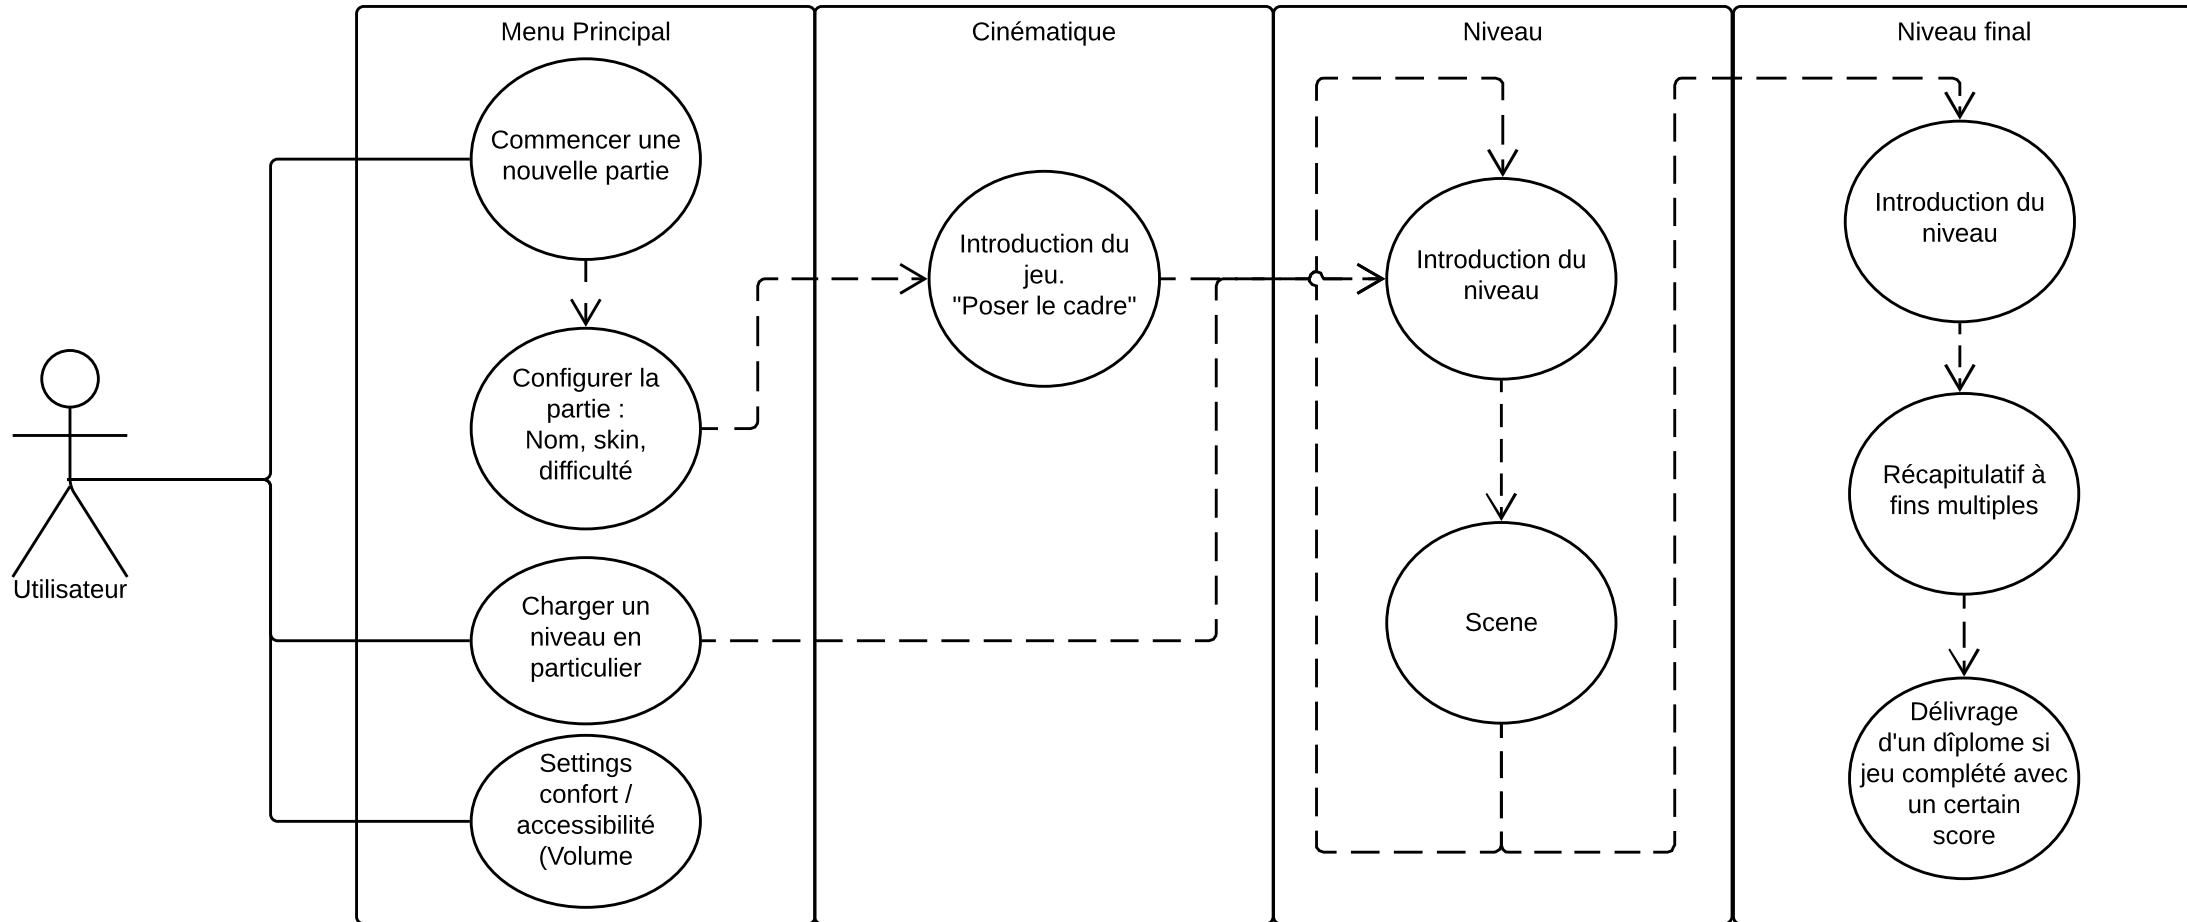 Menu Principal
Commencer une
nouvelle partie
Configurer la
partie :
Nom, skin,
difficulté
Charger un
niveau en
particulier
Settings
confort /
accessibilité
(Volume
Utilisateur
Cinématique
Introduction du
jeu.
"Poser le cadre"
Niveau
Introduction du
niveau
Scene
Niveau final
Introduction du
niveau
Récapitulatif à
fins multiples
Délivrage
d'un dîplome si
jeu complété avec
un certain
score